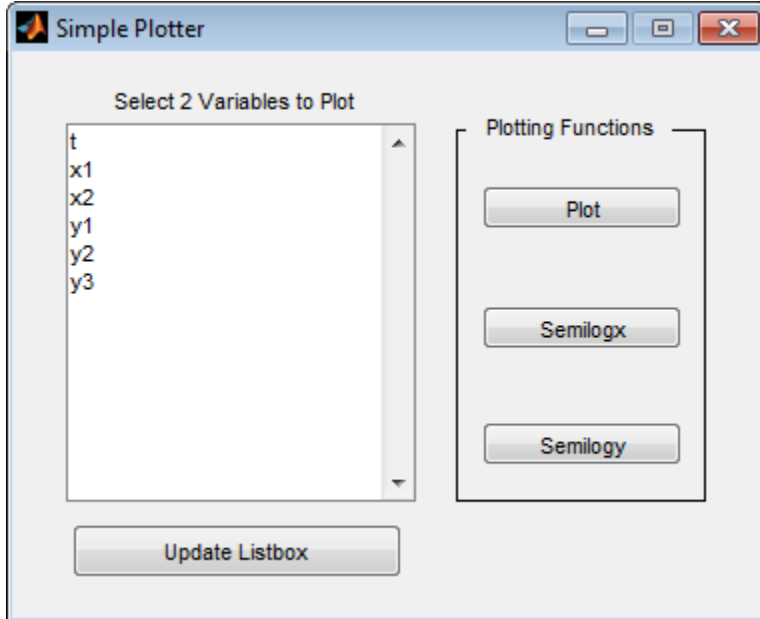 Simple Plotter
Select 2 Variables to Plot
t
x1
x2
y1
y2
y3
Update Listbox
Plotting Functions
Plot
Semilogx
Semilogy